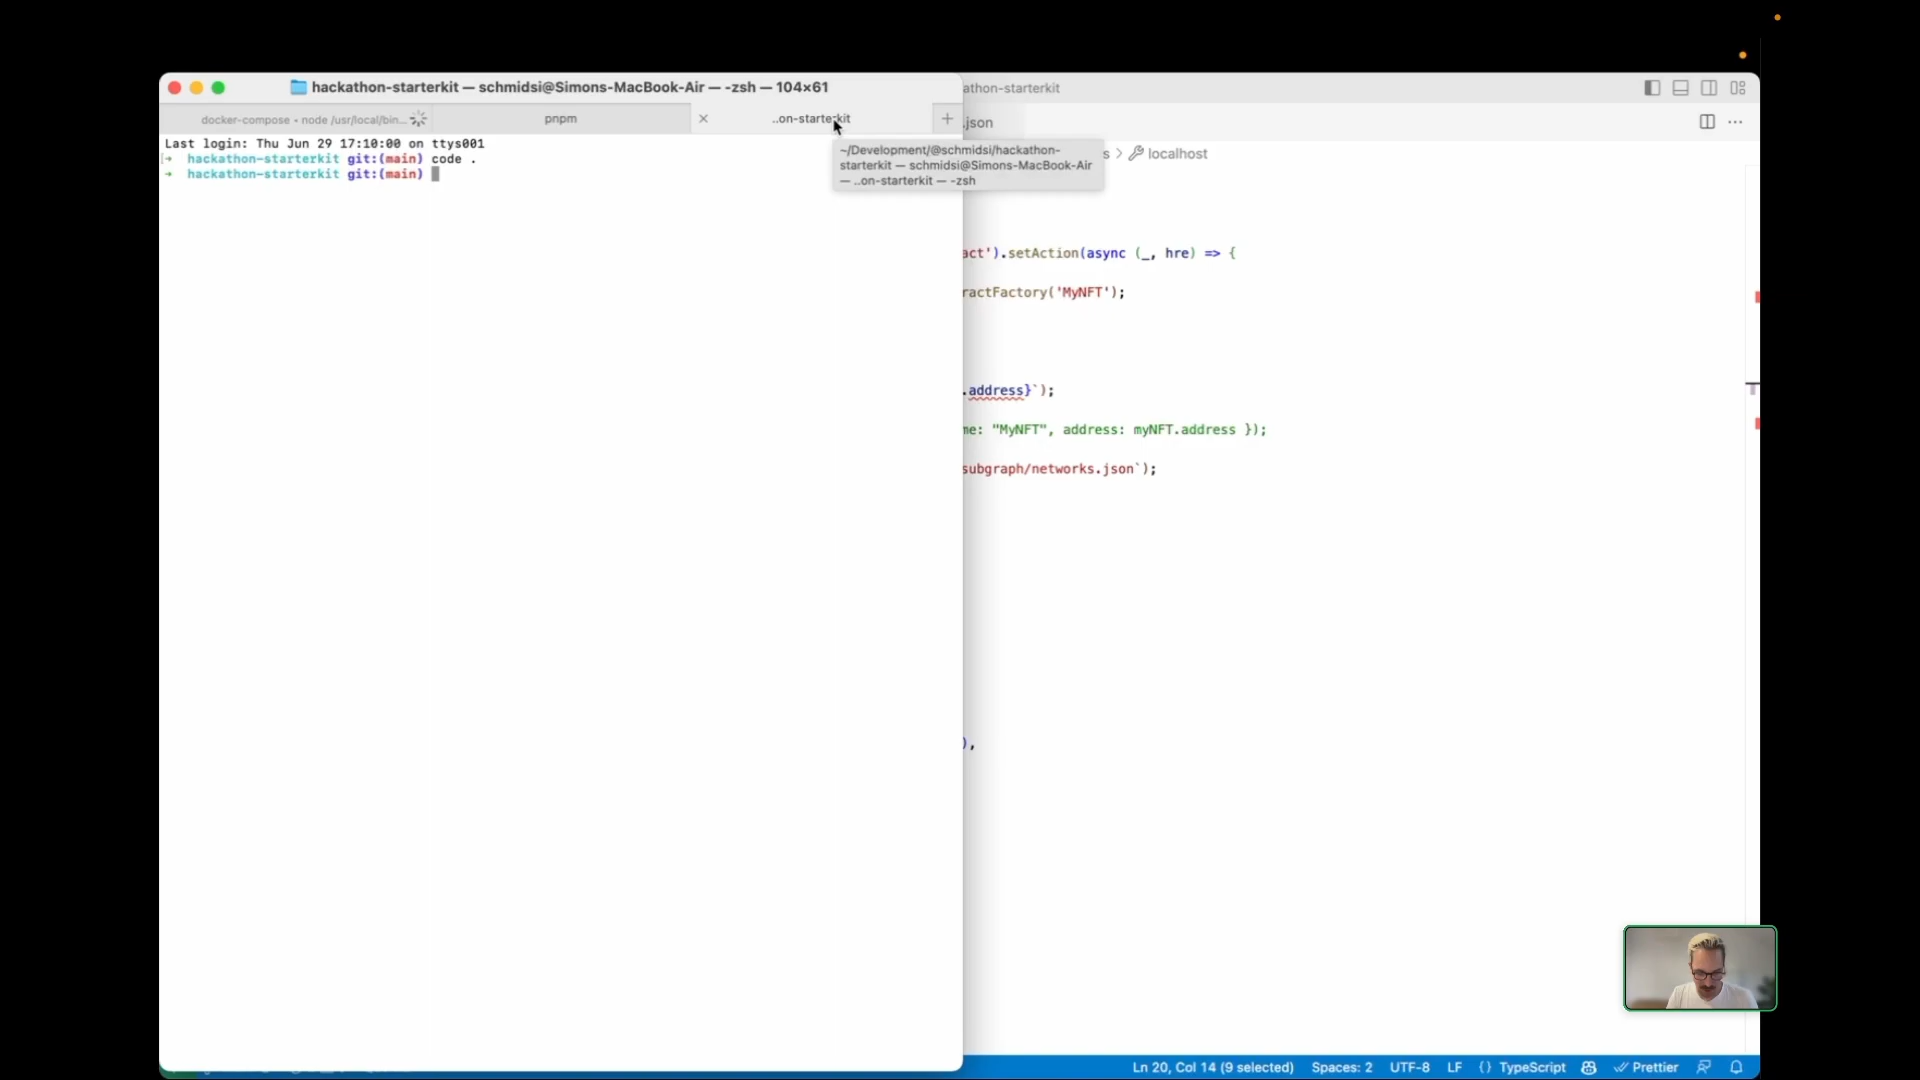 hackathon-starterkit — schmidsi@Simons-MacBook-Air — -zsh — 104×61
athon-starterkit
docker-compose • node /usr/local/bin...
pnpm
..on-starterkit
.json
Last login: Thu Jun 29 17:10:00 on ttys001
→ hackathon-starterkit git:(main) code .
→ hackathon-starterkit git:(main)
~/Development/@schmidsi/hackathon-
starterkit — schmidsi@Simons-MacBook-Air
— ..on-starterkit — -zsh
s > localhost
act').setAction(async (_, hre) => {
ractFactory('MyNFT');
.address}`);
me: "MyNFT", address: myNFT.address });
subgraph/networks.json`);
),
Ln 20, Col 14 (9 selected) Spaces: 2 UTF-8 LF {} TypeScript Prettier